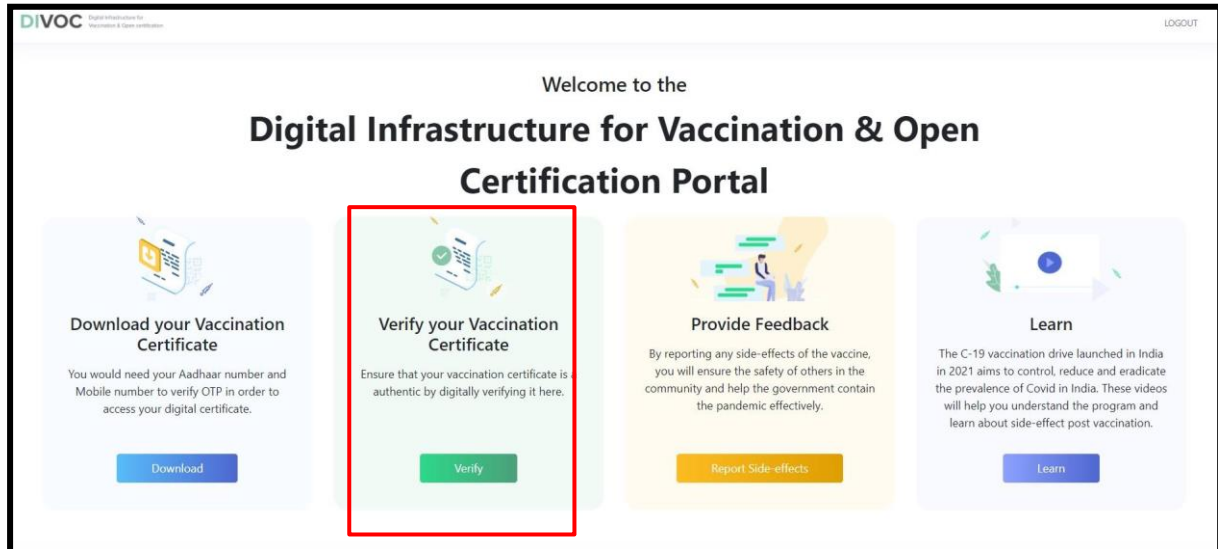 DIVOC
Digital Infrastructure for
Vaccination & Open certification
LOGOUT
Welcome to the
Digital Infrastructure for Vaccination & Open
Certification Portal
Download your Vaccination
Certificate
You would need your Aadhaar number and
Mobile number to verify OTP in order to
access your digital certificate.
Download
Verify your Vaccination
Certificate
Ensure that your vaccination certificate is a
authentic by digitally verifying it here.
Verify
Provide Feedback
By reporting any side-effects of the vaccine,
you will ensure the safety of others in the
community and help the government contain
the pandemic effectively.
Report Side-effects
Learn
The C-19 vaccination drive launched in India
in 2021 aims to control, reduce and eradicate
the prevalence of Covid in India. These videos
will help you understand the program and
learn about side-effect post vaccination.
Learn